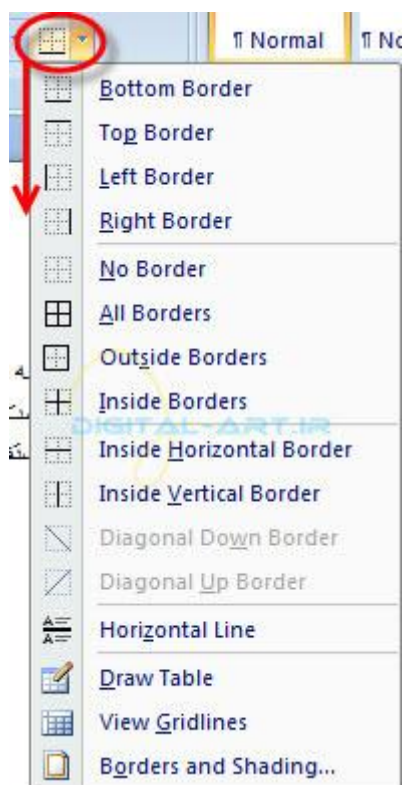 ¶ Normal
¶ No
Bottom Border
Top Border
Left Border
Right Border
No Border
All Borders
Outside Borders
Inside Borders
DIGITAL-ART.IR
Inside Horizontal Border
Inside Vertical Border
Diagonal Down Border
Diagonal Up Border
Horizontal Line
Draw Table
View Gridlines
Borders and Shading...